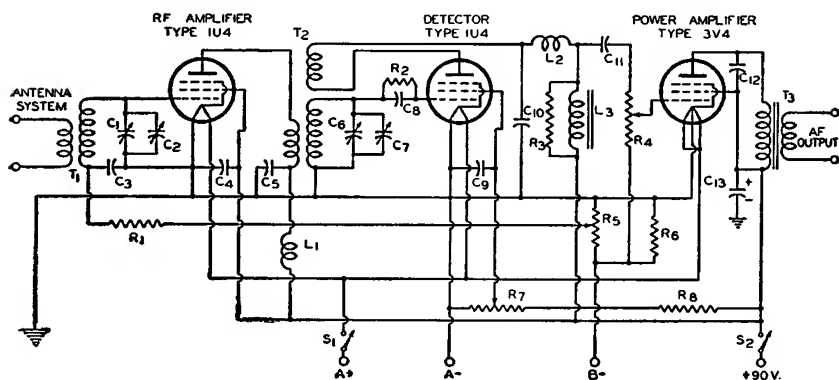 RF AMPLIFIER
TYPE 1U4
T2
DETECTOR
TYPE 1U4
POWER AMPLIFIER
TYPE 3V4
ANTENNA
SYSTEM
R2
L2
C11
C12
T3
C1
C2
C6
C8
C7
C10
R3
L3
R4
AF
OUTPUT
T1
C3
C4
C5
C9
C13
+
-
R1
R5
R6
L1
R7
R8
S1
S2
A+
A-
B-
+90 V.